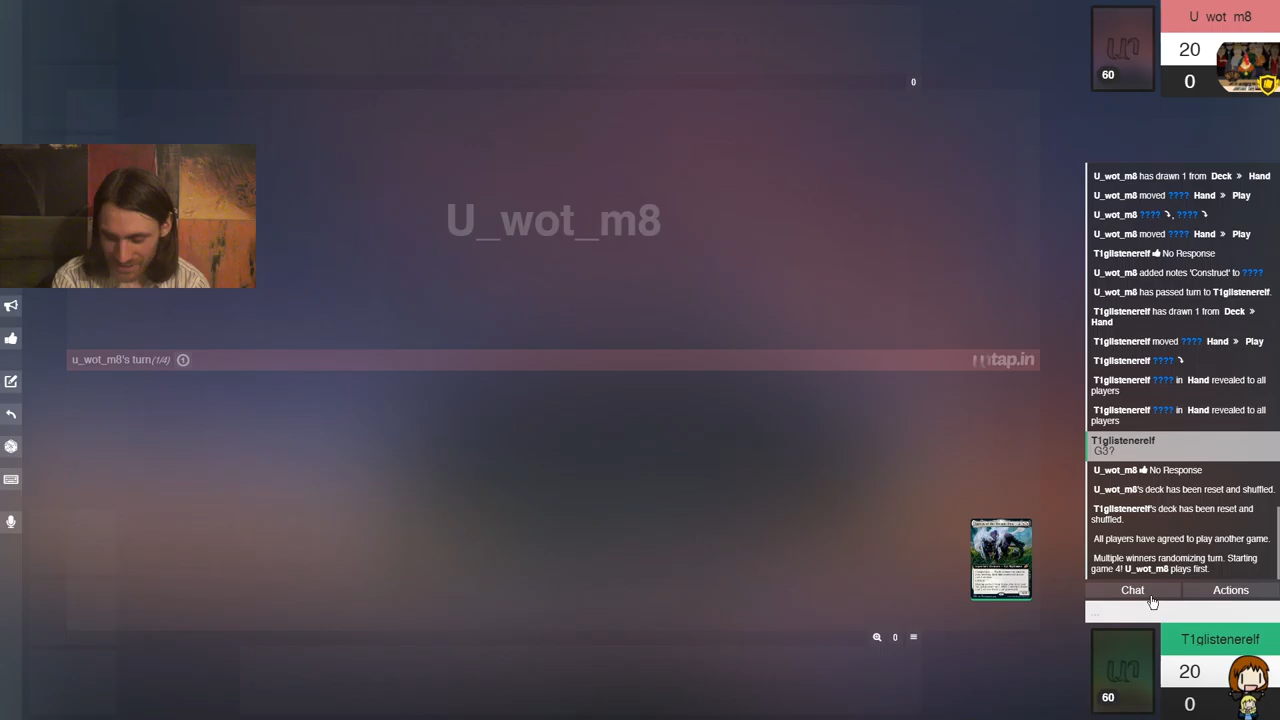 U wot m8
20
60
0
0
U_wot_m8
U_wot_m8 has drawn 1 from Deck » Hand
U_wot_m8 moved ???? Hand » Play
U_wot_m8 ???? , ????
U_wot_m8 moved ???? Hand » Play
T1glistenerelf No Response
U_wot_m8 added notes 'Construct' to ????
U_wot_m8 has passed turn to T1glistenerelf.
T1glistenerelf has drawn 1 from Deck »
Hand
T1glistenerelf moved ???? Hand » Play
T1glistenerelf ????
T1glistenerelf ???? in Hand revealed to all
players
T1glistenerelf ???? in Hand revealed to all
players
T1glistenerelf
G3?
U_wot_m8 No Response
U_wot_m8's deck has been reset and shuffled.
T1glistenerelf's deck has been reset and
shuffled.
All players have agreed to play another game.
Multiple winners randomizing turn. Starting
game 4! U_wot_m8 plays first.
u_wot_m8's turn(1/4) 1
untap.in
Chat Actions
...
0
T1glistenerelf
20
60
0